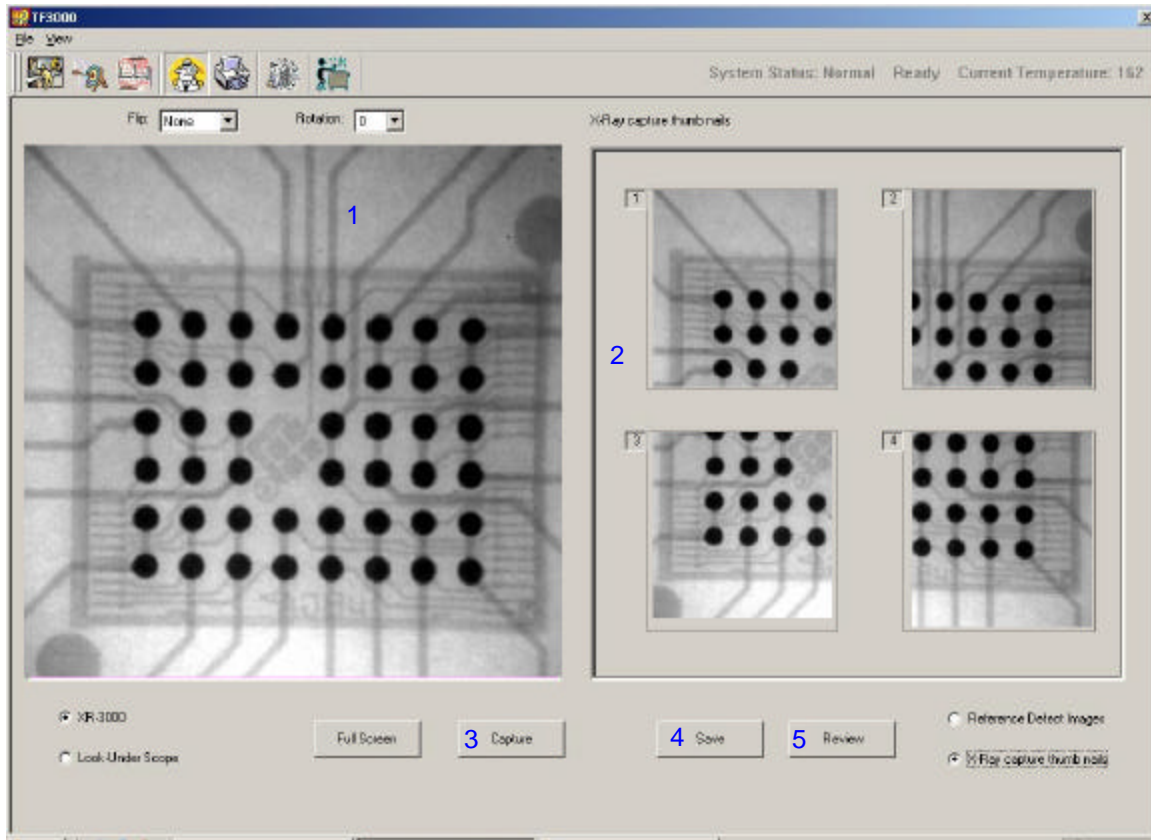 TF3000
File View
System Status: Normal Ready Current Temperature: 162
Flip: None Rotation: 0 X-Ray capture thumb nails
1
1 2
2
3 4
XR-3000
Look-Under Scope
Full Screen
3 Capture
4 Save
5 Review
Reference Defect Images
X-Ray capture thumb nails